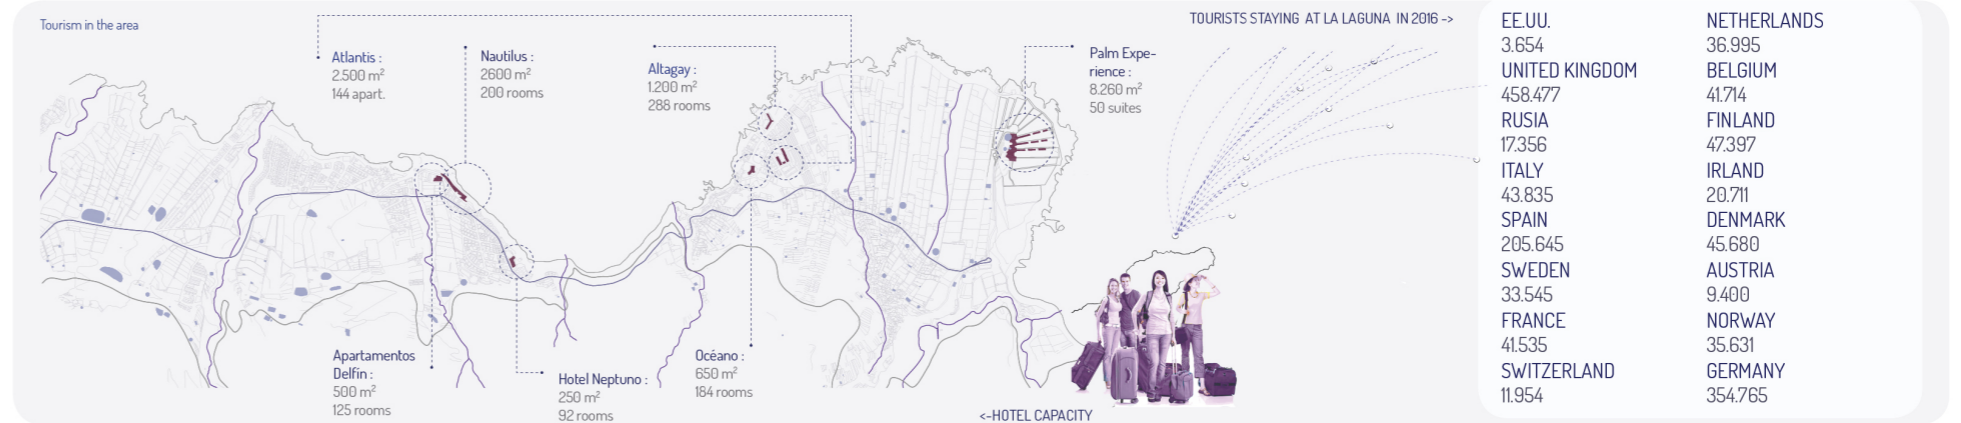 Tourism in the area
Atlantis :
2.500 m²
144 apart.
Nautilus :
2600 m²
200 rooms
Altagay :
1.200 m²
288 rooms
Palm Expe-
rience :
8.260 m²
50 suites
Apartamentos
Delfín :
500 m²
125 rooms
Hotel Neptuno :
250 m²
92 rooms
Océano :
650 m²
184 rooms
<-HOTEL CAPACITY
TOURISTS STAYING AT LA LAGUNA IN 2016 ->
EE.UU.
3.654
UNITED KINGDOM
458.477
RUSIA
17.356
ITALY
43.835
SPAIN
205.645
SWEDEN
33.545
FRANCE
41.535
SWITZERLAND
11.954
NETHERLANDS
36.995
BELGIUM
41.714
FINLAND
47.397
IRLAND
20.711
DENMARK
45.680
AUSTRIA
9.400
NORWAY
35.631
GERMANY
354.765